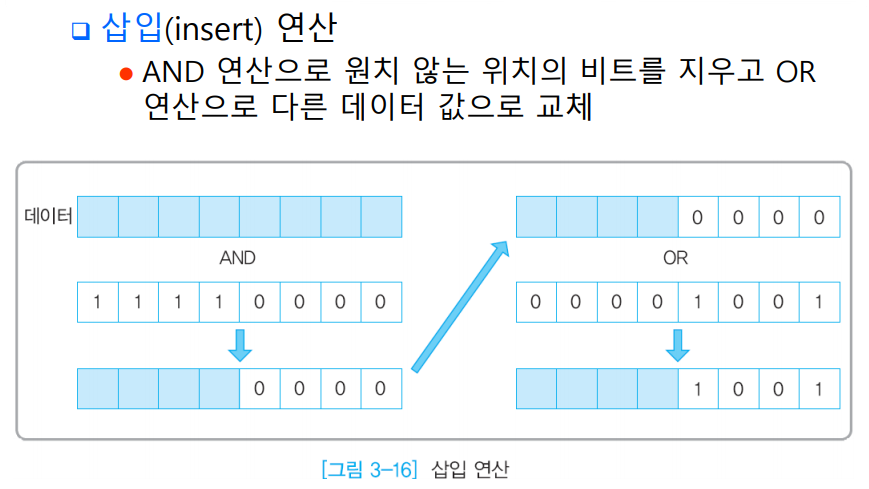 삽입(insert) 연산
AND 연산으로 원치 않는 위치의 비트를 지우고 OR
연산으로 다른 데이터 값으로 교체
데이터
AND
1 1 1 1 0 0 0 0
0 0 0 0
0 0 0 0
OR
0 0 0 0 1 0 0 1
1 0 0 1
[그림 3-16] 삽입 연산